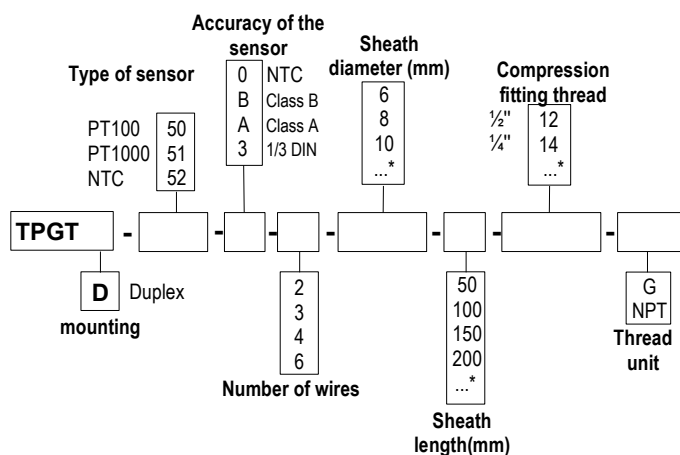 Accuracy of the
sensor
Type of sensor
Sheath
diameter (mm)
Compression
fitting thread
0 NTC
B Class B
A Class A
3 1/3 DIN
PT100 50
PT1000 51
NTC 52
6
8
10
...*
½" 12
¼" 14
...*
TPGT - - - - - - -
D Duplex
mounting
2
3
4
6
Number of wires
50
100
150
200
...*
Sheath
length(mm)
G
NPT
Thread
unit